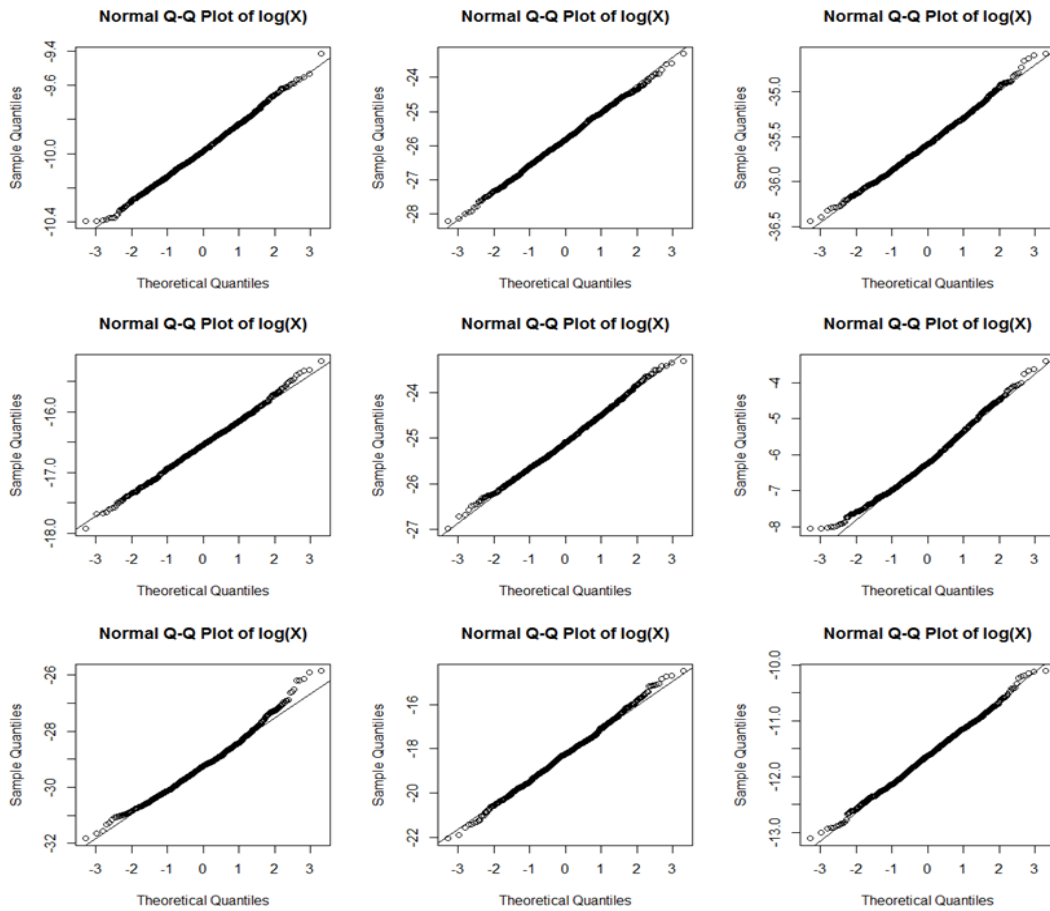 Normal Q-Q Plot of log(X)
Sample Quantiles
-9.4
-9.6
-10.0
-10.4
-3 -2 -1 0 1 2 3
Theoretical Quantiles
Normal Q-Q Plot of log(X)
Sample Quantiles
-24
-25
-26
-27
-28
-3 -2 -1 0 1 2 3
Theoretical Quantiles
Normal Q-Q Plot of log(X)
Sample Quantiles
-35.0
-35.5
-36.0
-36.5
-3 -2 -1 0 1 2 3
Theoretical Quantiles
Normal Q-Q Plot of log(X)
Sample Quantiles
-16.0
-17.0
-18.0
-3 -2 -1 0 1 2 3
Theoretical Quantiles
Normal Q-Q Plot of log(X)
Sample Quantiles
-24
-25
-26
-27
-3 -2 -1 0 1 2 3
Theoretical Quantiles
Normal Q-Q Plot of log(X)
Sample Quantiles
-4
-5
-6
-7
-8
-3 -2 -1 0 1 2 3
Theoretical Quantiles
Normal Q-Q Plot of log(X)
Sample Quantiles
-26
-28
-30
-32
-3 -2 -1 0 1 2 3
Theoretical Quantiles
Normal Q-Q Plot of log(X)
Sample Quantiles
-16
-18
-20
-22
-3 -2 -1 0 1 2 3
Theoretical Quantiles
Normal Q-Q Plot of log(X)
Sample Quantiles
-10.0
-11.0
-12.0
-13.0
-3 -2 -1 0 1 2 3
Theoretical Quantiles